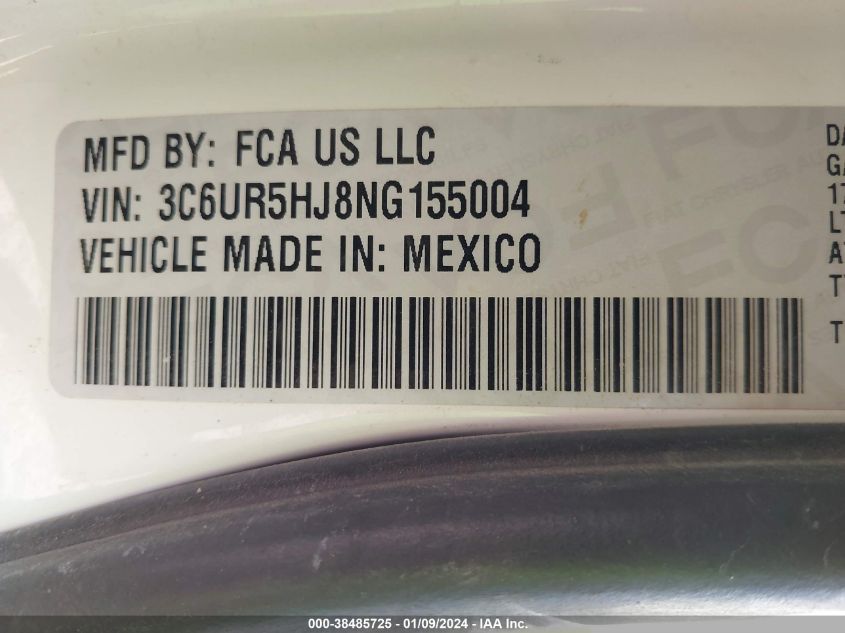 MFD BY: FCA US LLC
VIN: 3C6UR5HJ8NG155004
VEHICLE MADE IN: MEXICO
000-38485725 - 01/09/2024 - IAA Inc.